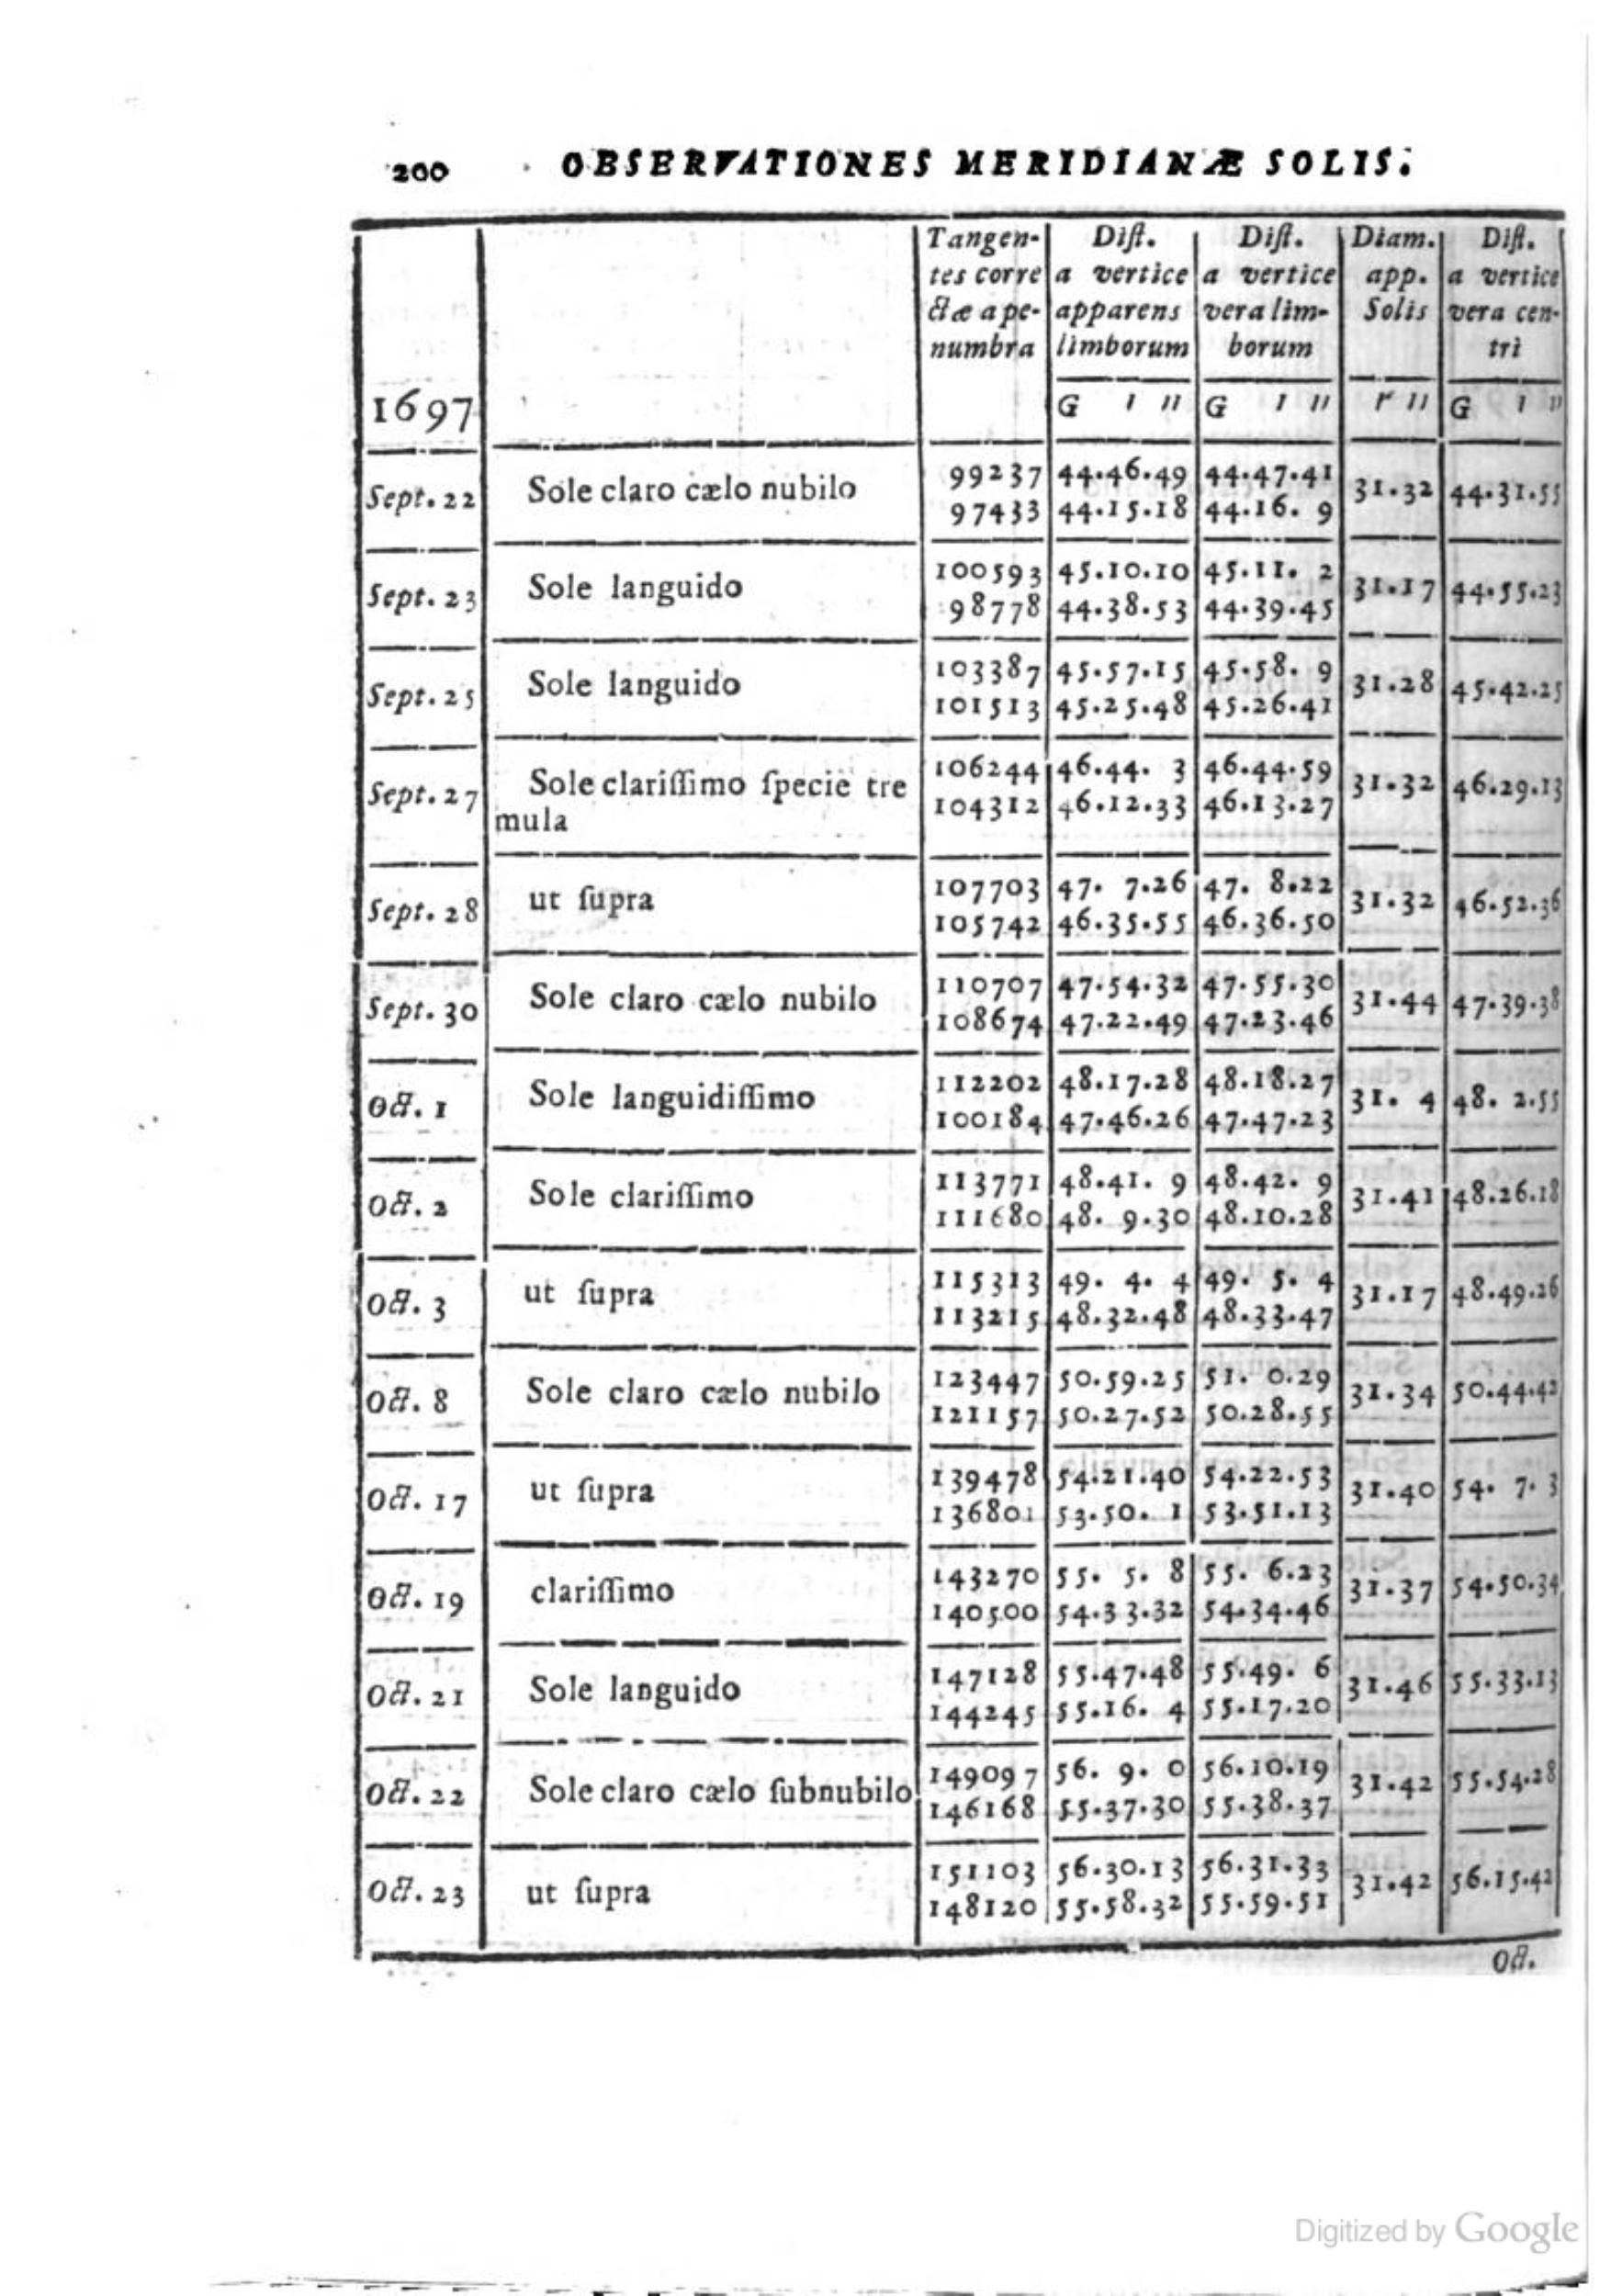 200 OBSERVATIONES MERIDIANÆ SOLIS.
Tangen- Diſt. Diſt. Diam. Diſt.
tes corre a vertice a vertice app. a vertice
ctæ a pe- apparens vera lim- Solis vera cen-
numbra limborum borum tri
1697 G ' '' G ' '' ' '' G ' ''
Sept. 22 Sole claro cælo nubilo 99237 44.46.49 44.47.41 31.32 44.31.55
97433 44.15.18 44.16. 9
Sept. 23 Sole languido 100593 45.10.10 45.11. 2 31.17 44.55.23
98778 44.38.53 44.39.45
Sept. 25 Sole languido 103387 45.57.15 45.58. 9 31.28 45.42.25
101513 45.25.48 45.26.41
Sept. 27 Sole clariſſimo ſpecie tre 106244 46.44. 3 46.44.59 31.32 46.29.13
mula 104312 46.12.33 46.13.27
Sept. 28 ut ſupra 107703 47. 7.26 47. 8.22 31.32 46.52.36
105742 46.35.55 46.36.50
Sept. 30 Sole claro cælo nubilo 110707 47.54.32 47.55.30 31.44 47.39.38
108674 47.22.49 47.23.46
Oct. 1 Sole languidiſſimo 112202 48.17.28 48.18.27 31. 4 48. 2.55
100184 47.46.26 47.47.23
Oct. 2 Sole clariſſimo 113771 48.41. 9 48.42. 9 31.41 48.26.18
111680 48. 9.30 48.10.28
Oct. 3 ut ſupra 115313 49. 4. 4 49. 5. 4 31.17 48.49.26
113215 48.32.48 48.33.47
Oct. 8 Sole claro cælo nubilo 123447 50.59.25 51. 0.29 31.34 50.44.42
121157 50.27.52 50.28.55
Oct. 17 ut ſupra 139478 54.21.40 54.22.53 31.40 54. 7. 3
136801 53.50. 1 53.51.13
Oct. 19 clariſſimo 143270 55. 5. 8 55. 6.23 31.37 54.50.34
140500 54.33.32 54.34.46
Oct. 21 Sole languido 147128 55.47.48 55.49. 6 31.46 55.33.13
144245 55.16. 4 55.17.20
Oct. 22 Sole claro cælo ſubnubilo 149097 56. 9. 0 56.10.19 31.42 55.54.28
146168 55.37.30 55.38.37
Oct. 23 ut ſupra 151103 56.30.13 56.31.33 31.42 56.15.42
148120 55.58.32 55.59.51
Oct.
Digitized by Google